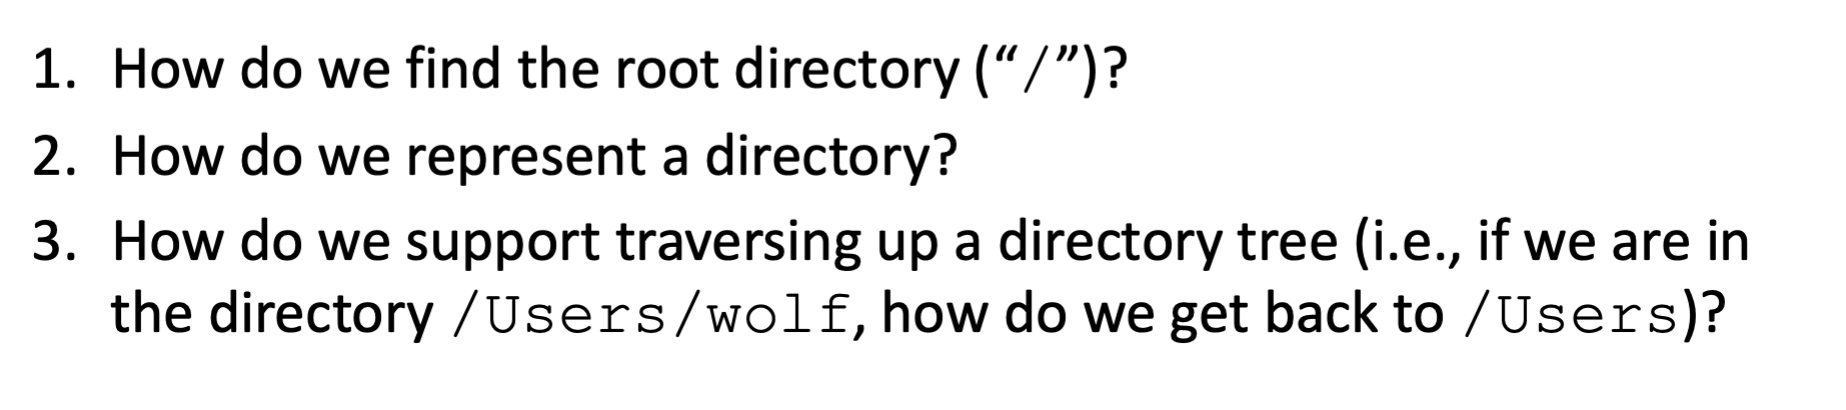 1. How do we find the root directory (“/”)?
2. How do we represent a directory?
3. How do we support traversing up a directory tree (i.e., if we are in
the directory /Users/wolf, how do we get back to /Users)?